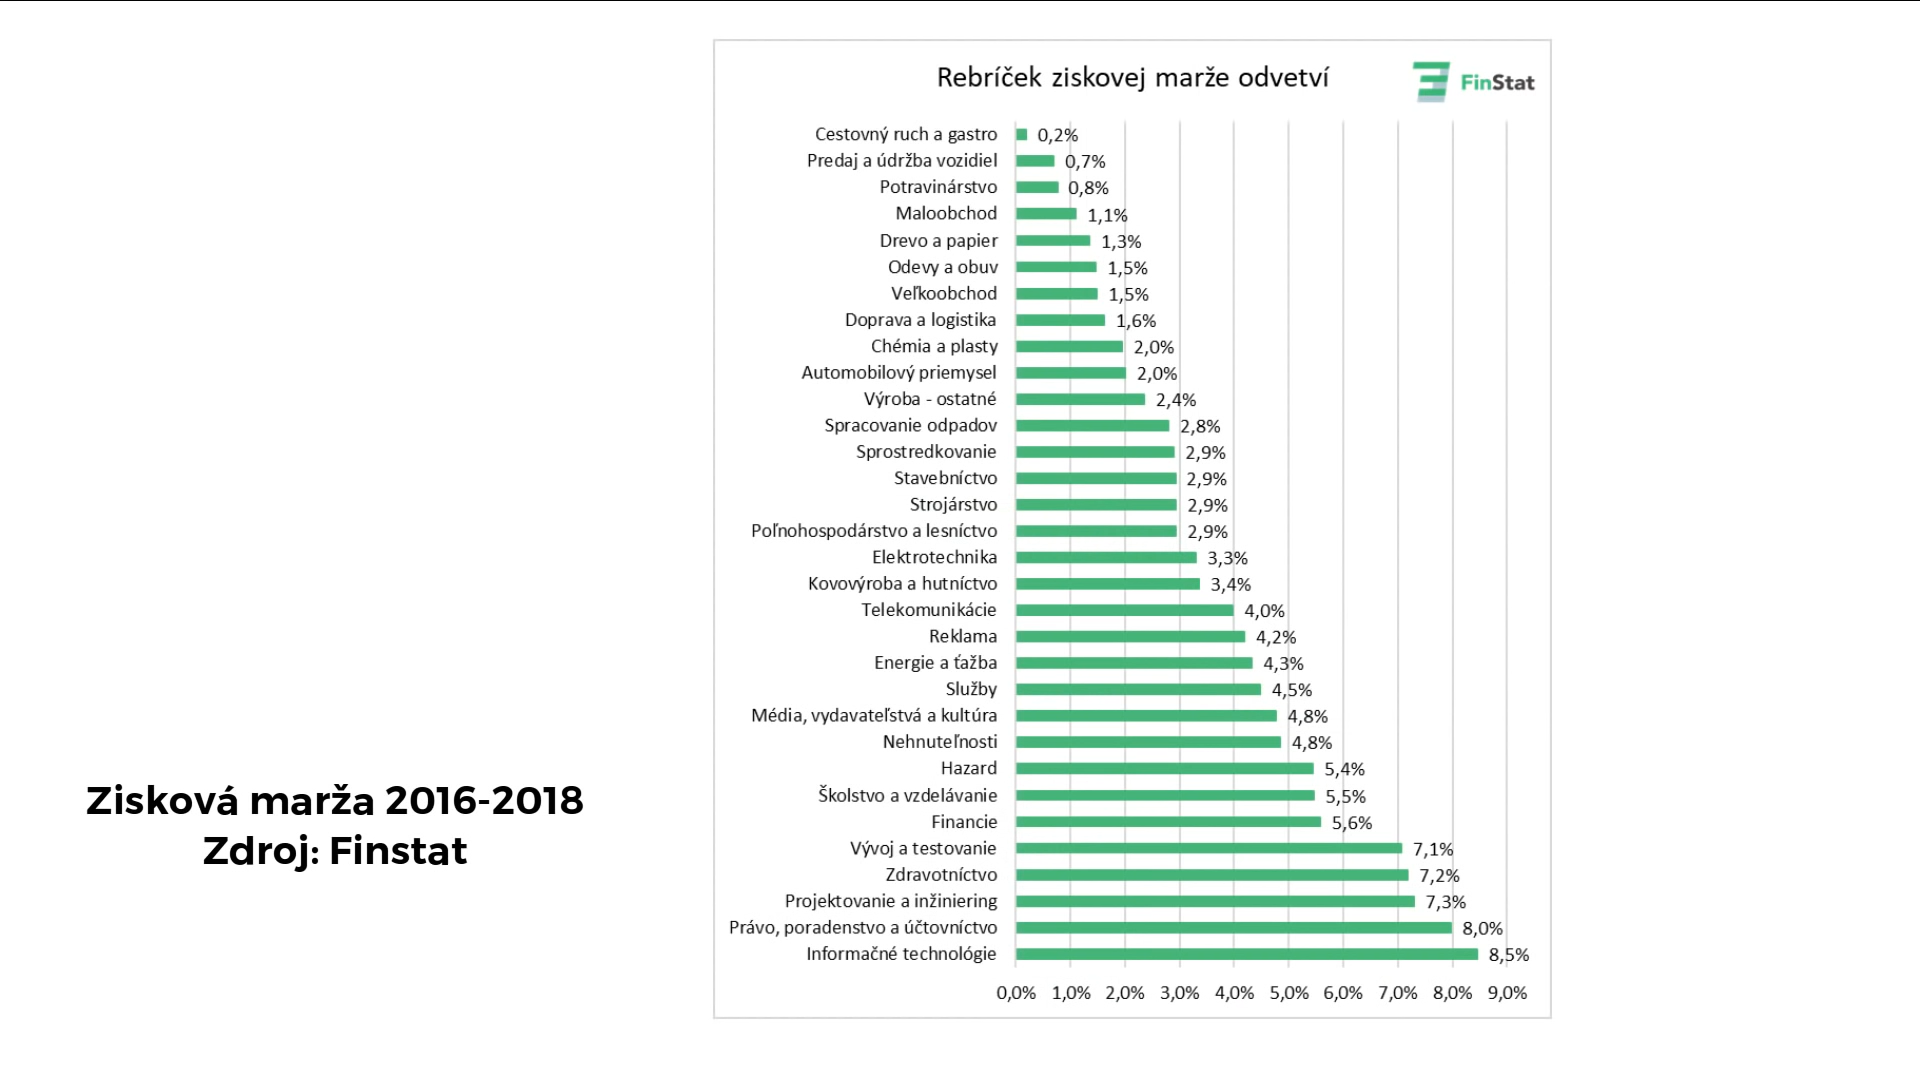 Rebríček ziskovej marže odvetví
FinStat
Cestovný ruch a gastro 0,2%
Predaj a údržba vozidiel 0,7%
Potravinárstvo 0,8%
Maloobchod 1,1%
Drevo a papier 1,3%
Odevy a obuv 1,5%
Veľkoobchod 1,5%
Doprava a logistika 1,6%
Chémia a plasty 2,0%
Automobilový priemysel 2,0%
Výroba - ostatné 2,4%
Spracovanie odpadov 2,8%
Sprostredkovanie 2,9%
Stavebníctvo 2,9%
Strojárstvo 2,9%
Poľnohospodárstvo a lesníctvo 2,9%
Elektrotechnika 3,3%
Kovovýroba a hutníctvo 3,4%
Telekomunikácie 4,0%
Reklama 4,2%
Energie a ťažba 4,3%
Služby 4,5%
Média, vydavateľstvá a kultúra 4,8%
Nehnuteľnosti 4,8%
Hazard 5,4%
Školstvo a vzdelávanie 5,5%
Financie 5,6%
Vývoj a testovanie 7,1%
Zdravotníctvo 7,2%
Projektovanie a inžiniering 7,3%
Právo, poradenstvo a účtovníctvo 8,0%
Informačné technológie 8,5%
0,0% 1,0% 2,0% 3,0% 4,0% 5,0% 6,0% 7,0% 8,0% 9,0%
Zisková marža 2016-2018
Zdroj: Finstat